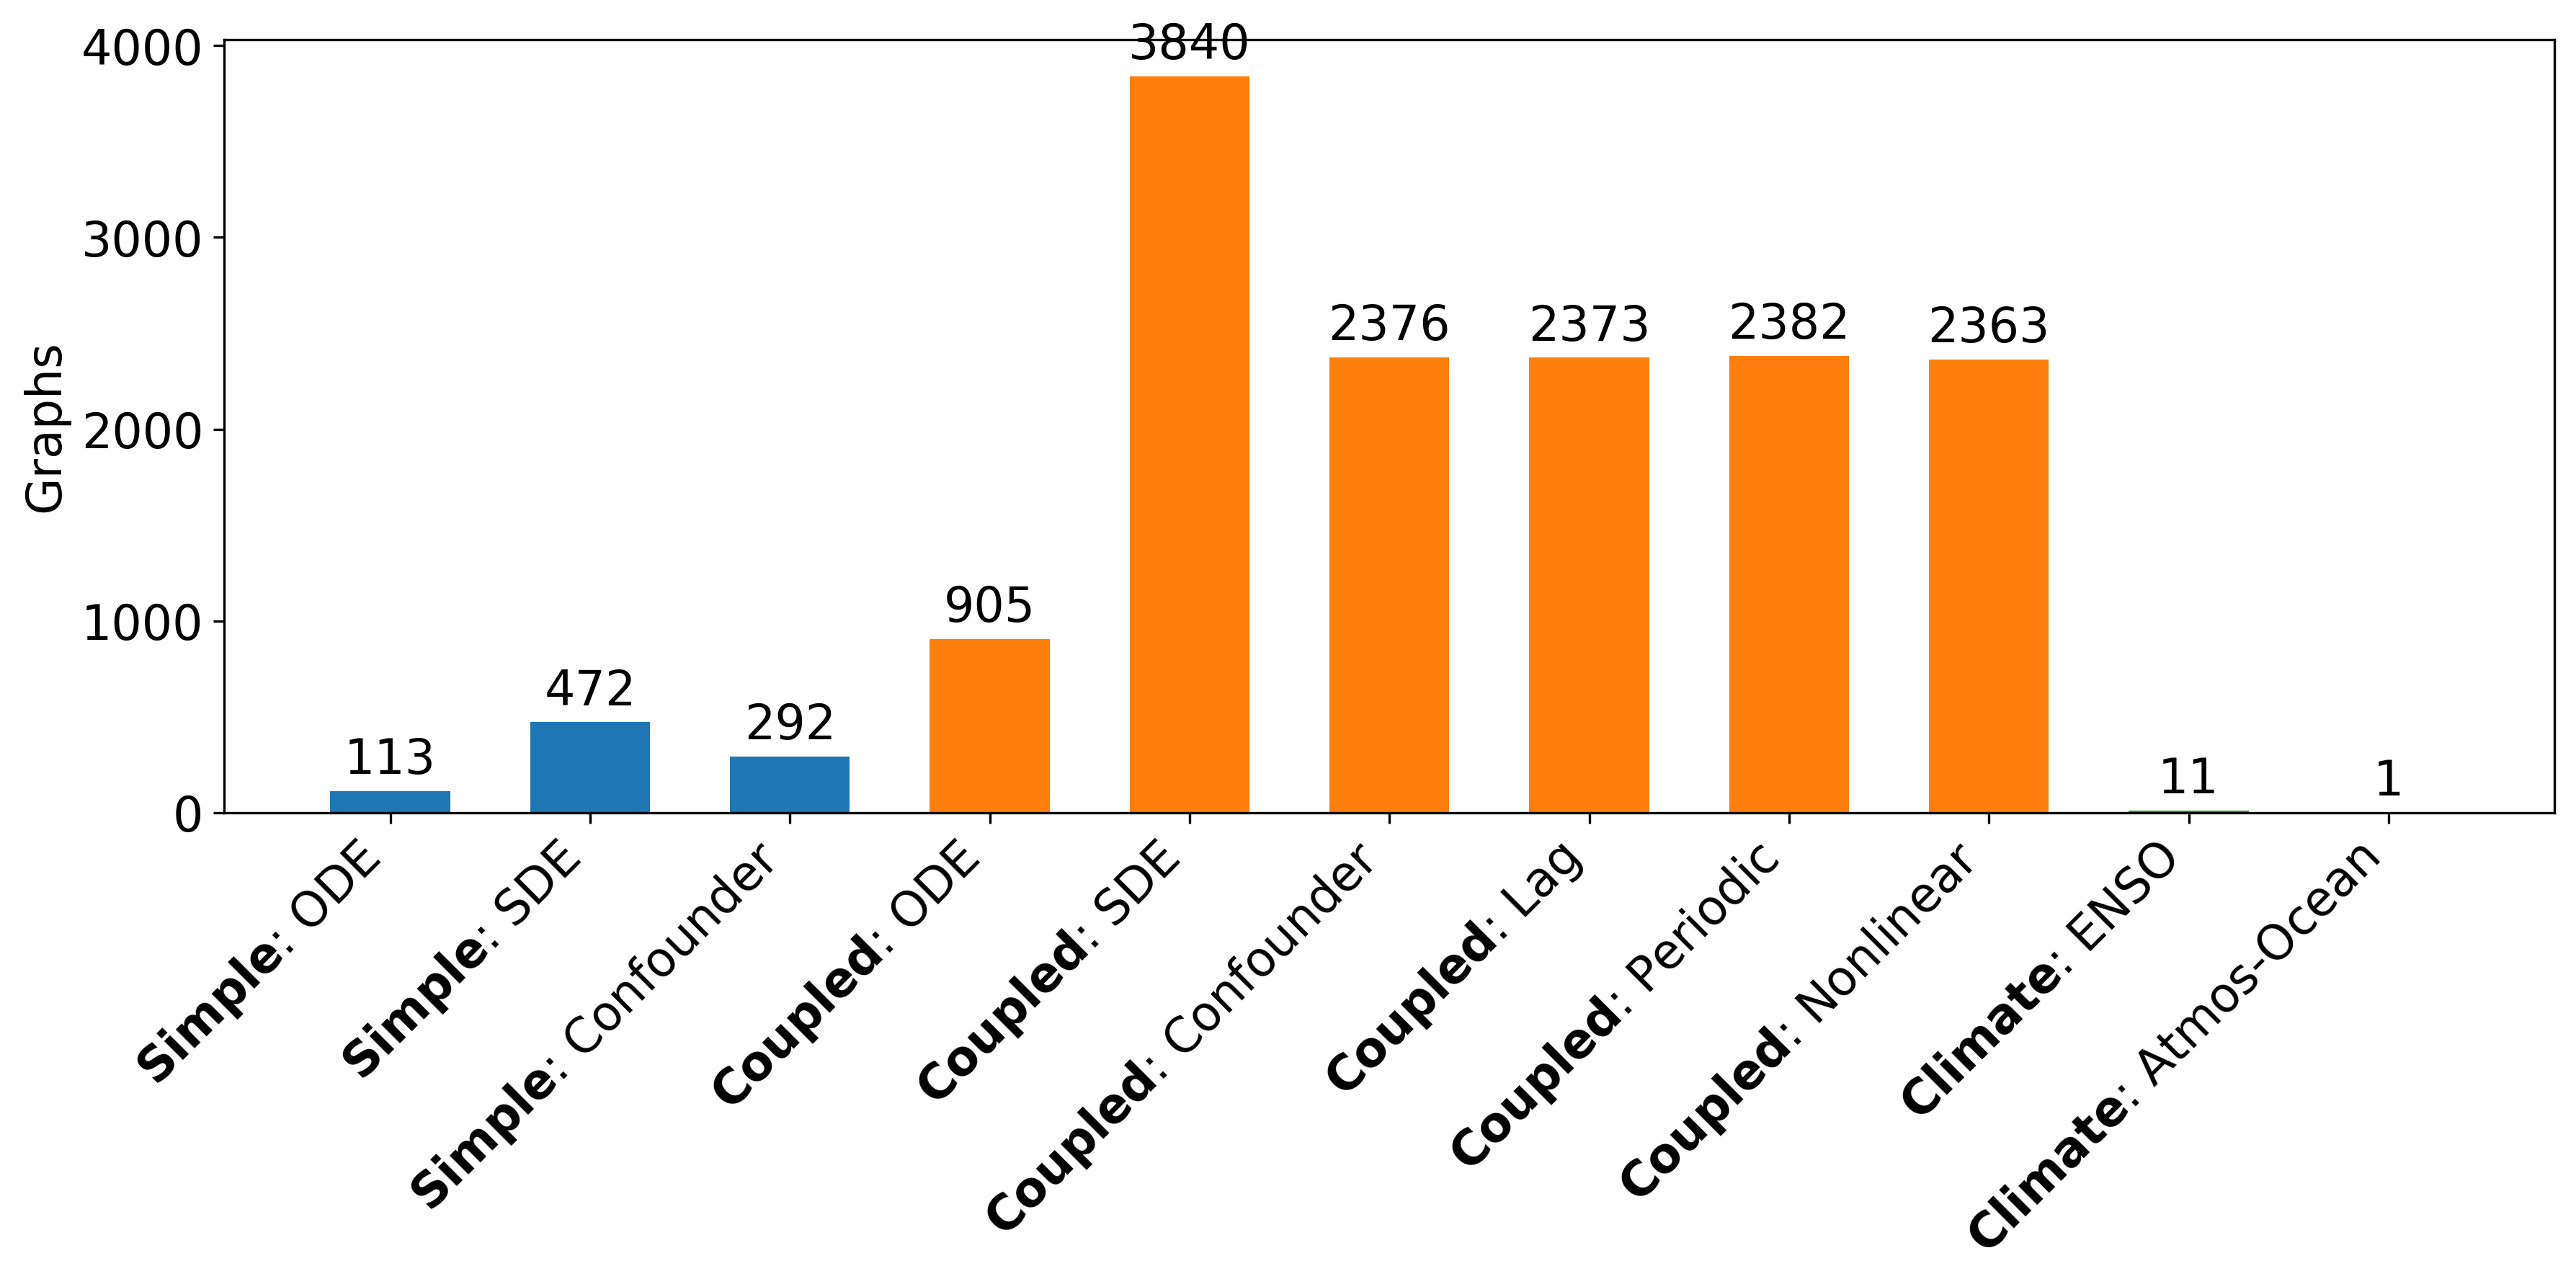 Graphs
4000
3000
2000
1000
0
113
472
292
905
3840
2376
2373
2382
2363
11
1
Simple: ODE
Simple: SDE
Simple: Confounder
Coupled: ODE
Coupled: SDE
Coupled: Confounder
Coupled: Lag
Coupled: Periodic
Coupled: Nonlinear
Climate: ENSO
Climate: Atmos-Ocean